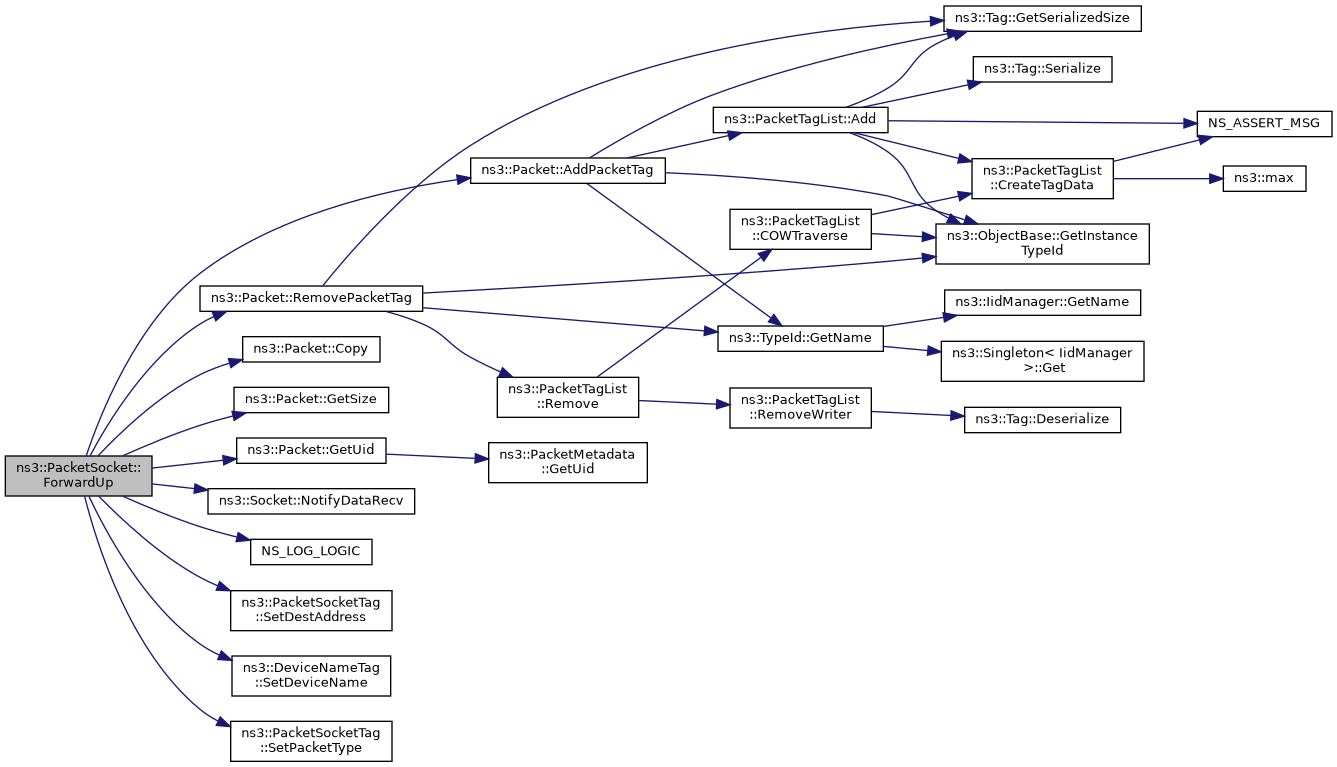 ns3::PacketSocket::
ForwardUp
ns3::Packet::AddPacketTag
ns3::Packet::RemovePacketTag
ns3::Packet::Copy
ns3::Packet::GetSize
ns3::Packet::GetUid
ns3::Socket::NotifyDataRecv
NS_LOG_LOGIC
ns3::PacketSocketTag
::SetDestAddress
ns3::DeviceNameTag
::SetDeviceName
ns3::PacketSocketTag
::SetPacketType
ns3::PacketTagList
::Remove
ns3::PacketMetadata
::GetUid
ns3::PacketTagList::Add
ns3::PacketTagList
::COWTraverse
ns3::TypeId::GetName
ns3::PacketTagList
::RemoveWriter
ns3::Tag::GetSerializedSize
ns3::Tag::Serialize
ns3::PacketTagList
::CreateTagData
ns3::ObjectBase::GetInstance
TypeId
ns3::IidManager::GetName
ns3::Singleton< IidManager
>::Get
ns3::Tag::Deserialize
NS_ASSERT_MSG
ns3::max